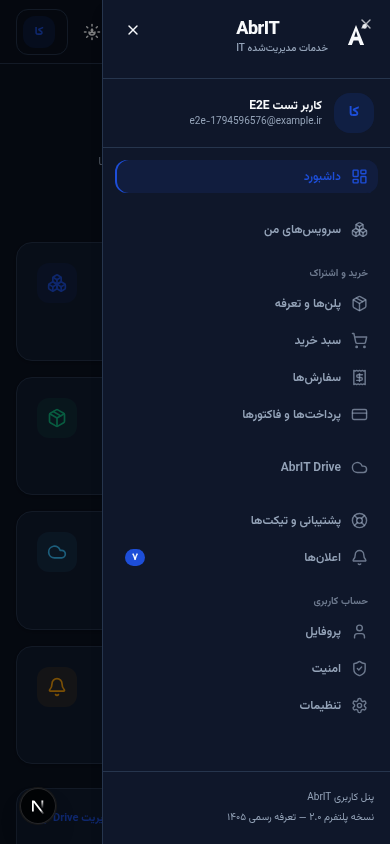 AbrIT
خدمات مدیریت‌شده IT
کا
کاربر تست E2E
e2e-1794596576@example.ir
کا
داشبورد
سرویس‌های من
خرید و اشتراک
پلن‌ها و تعرفه
سبد خرید
سفارش‌ها
پرداخت‌ها و فاکتورها
AbrIT Drive
پشتیبانی و تیکت‌ها
اعلان‌ها
۷
حساب کاربری
پروفایل
امنیت
تنظیمات
پنل کاربری AbrIT
نسخه پلتفرم ۲.۰ — تعرفه رسمی ۱۴۰۵
N